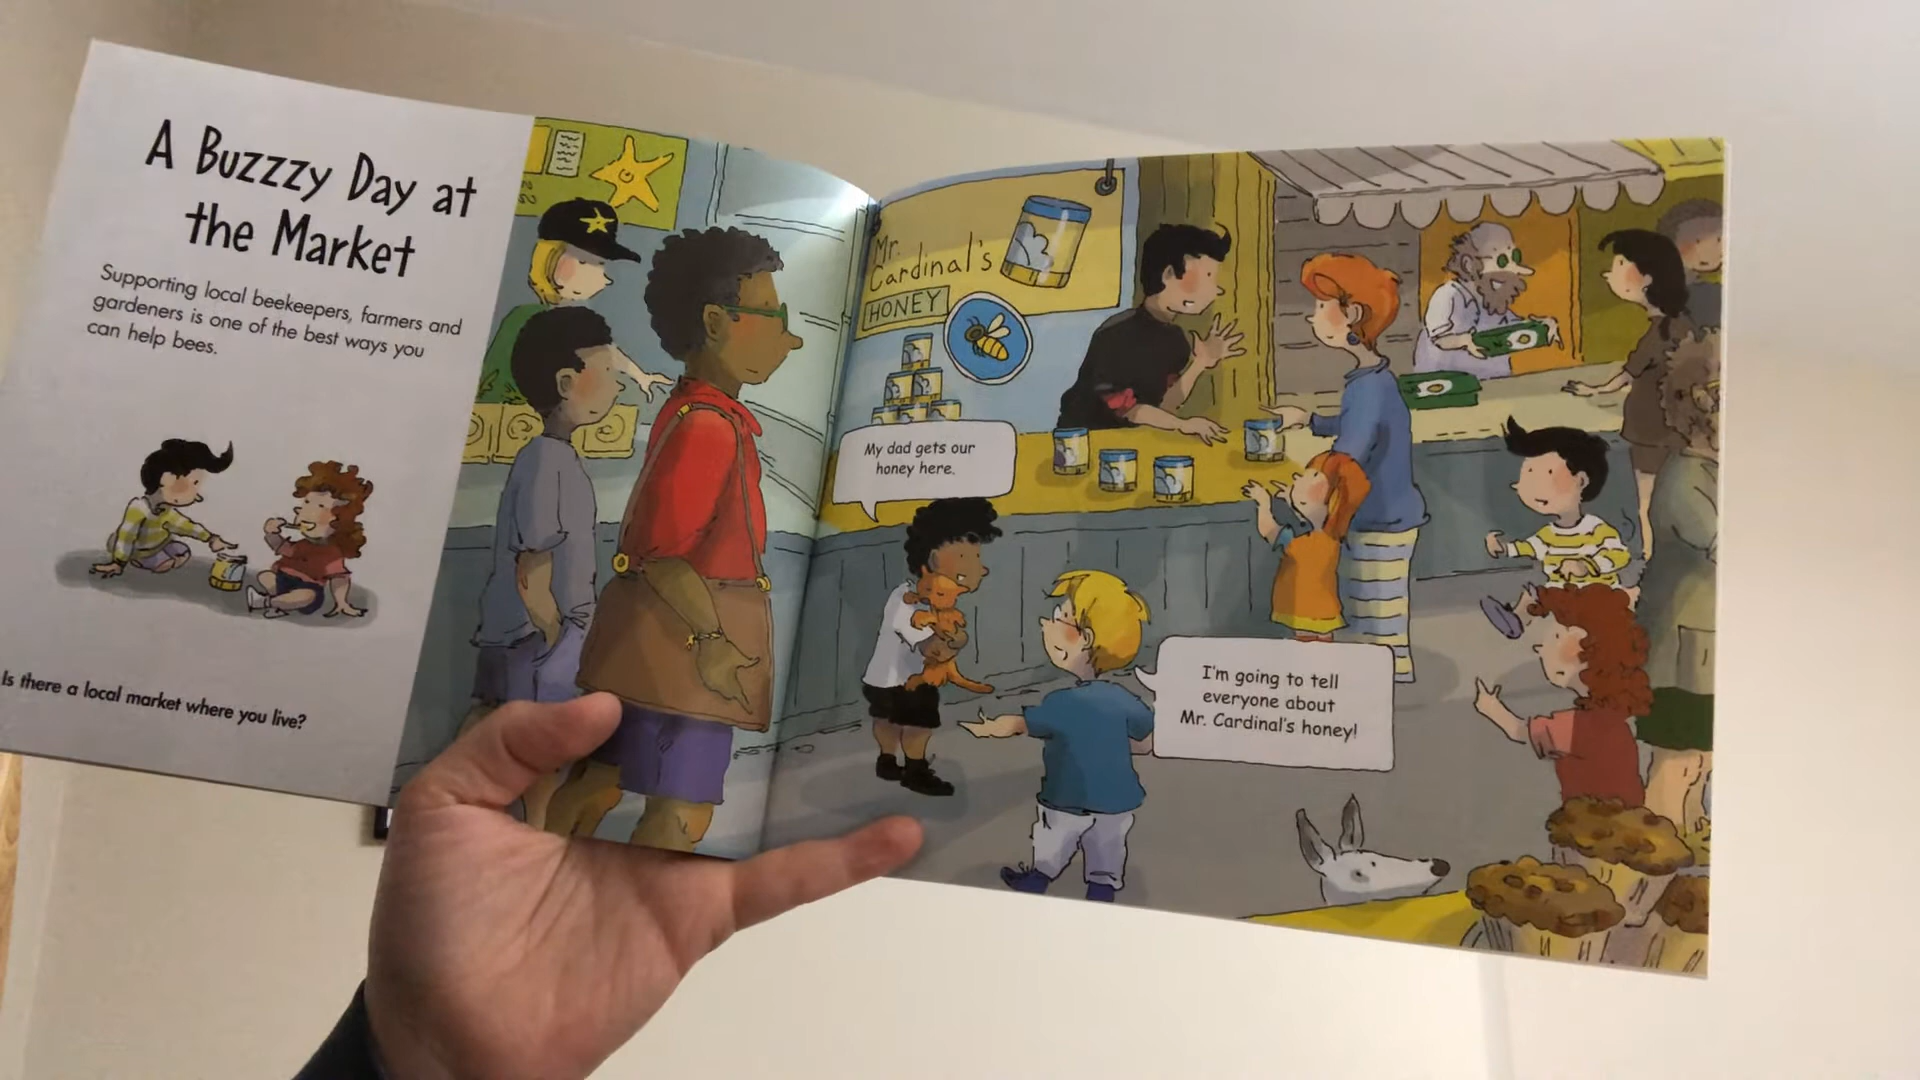 A Buzzzy Day at
the Market
Supporting local beekeepers, farmers and
gardeners is one of the best ways you
can help bees.
Is there a local market where you live?
Mr.
Cardinal's
HONEY
My dad gets our
honey here.
I'm going to tell
everyone about
Mr. Cardinal's honey!